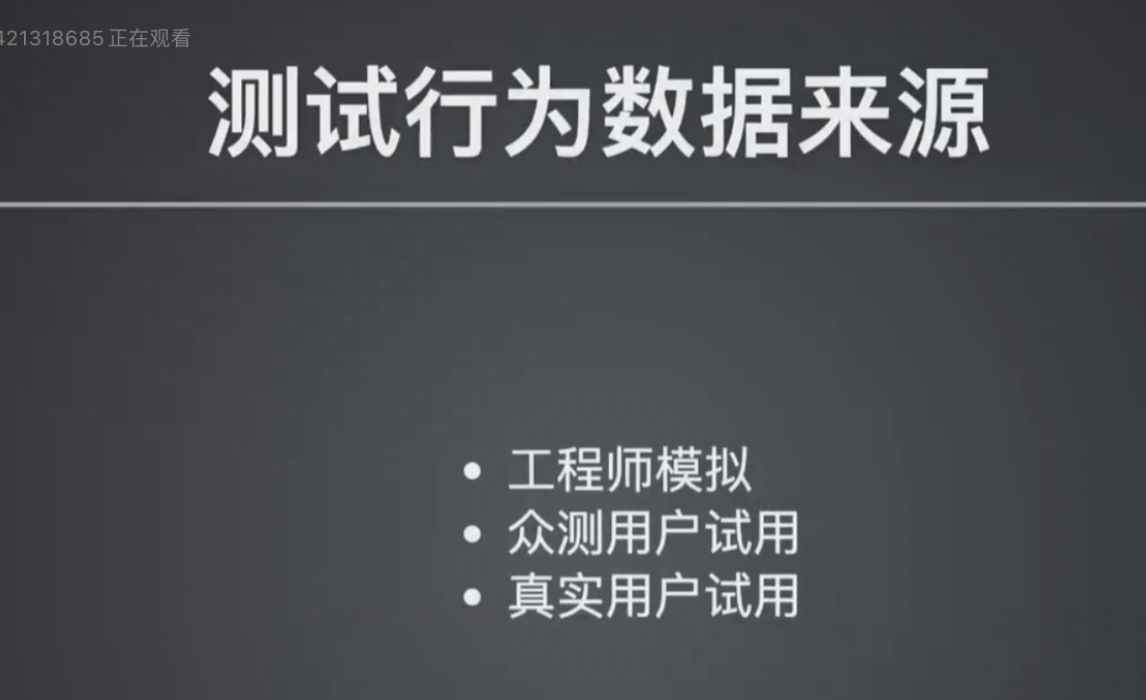 421318685 正在观看
测试行为数据来源
• 工程师模拟
• 众测用户试用
• 真实用户试用